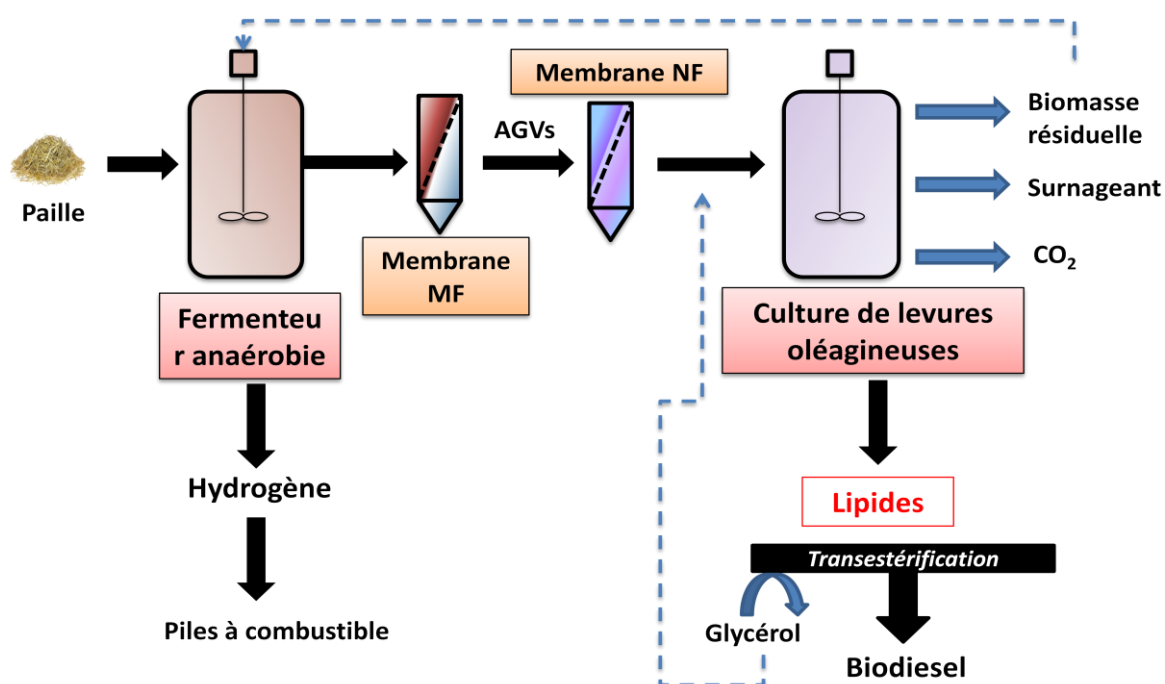 Membrane NF
AGVs
Biomasse
résiduelle
Surnageant
CO₂
Paille
Membrane
MF
Fermenteu
r anaérobie
Culture de levures
oléagineuses
Hydrogène
Lipides
Transestérification
Piles à combustible
Glycérol
Biodiesel